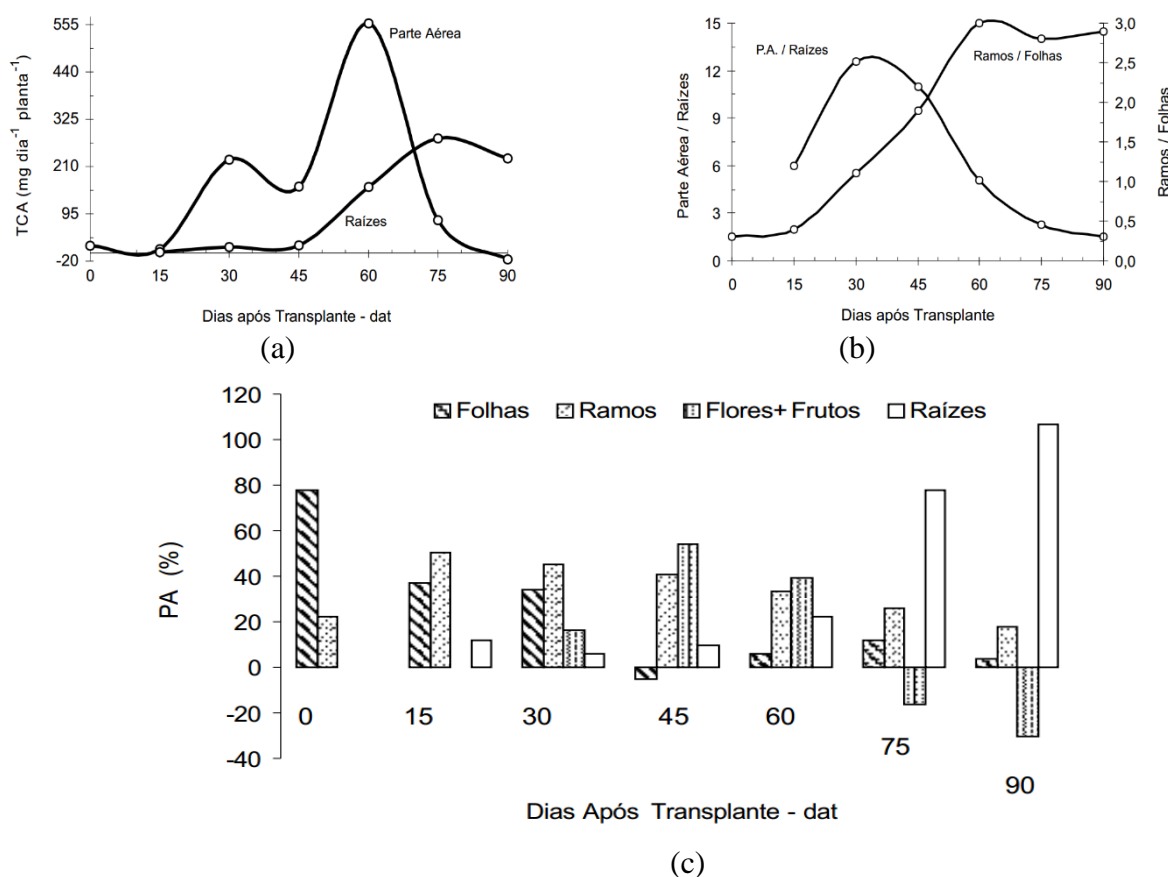 TCA (mg dia⁻¹ planta⁻¹)
555
440
325
210
95
-20
Parte Aérea
Raízes
0 15 30 45 60 75 90
Dias após Transplante - dat
(a)
Parte Aérea / Raízes
15
12
9
6
3
0
P.A. / Raízes
Ramos / Folhas
3,0
2,5
2,0
1,5
1,0
0,5
0,0
Ramos / Folhas
0 15 30 45 60 75 90
Dias após Transplante
(b)
PA (%)
120
100
80
60
40
20
0
-20
-40
Folhas Ramos Flores+ Frutos Raízes
0 15 30 45 60 75 90
Dias Após Transplante - dat
(c)